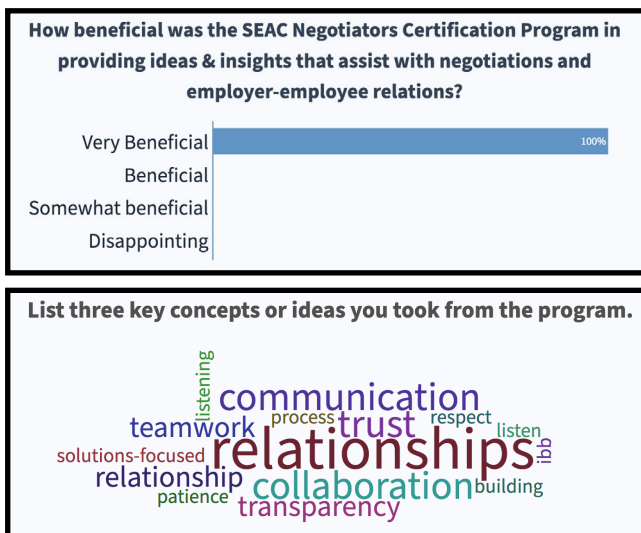 How beneficial was the SEAC Negotiators Certification Program in
providing ideas & insights that assist with negotiations and
employer-employee relations?
Very Beneficial
100%
Beneficial
Somewhat beneficial
Disappointing
List three key concepts or ideas you took from the program.
listening
communication
process
respect
teamwork
trust
listen
solutions-focused
relationships
ibb
relationship
collaboration
building
patience
transparency